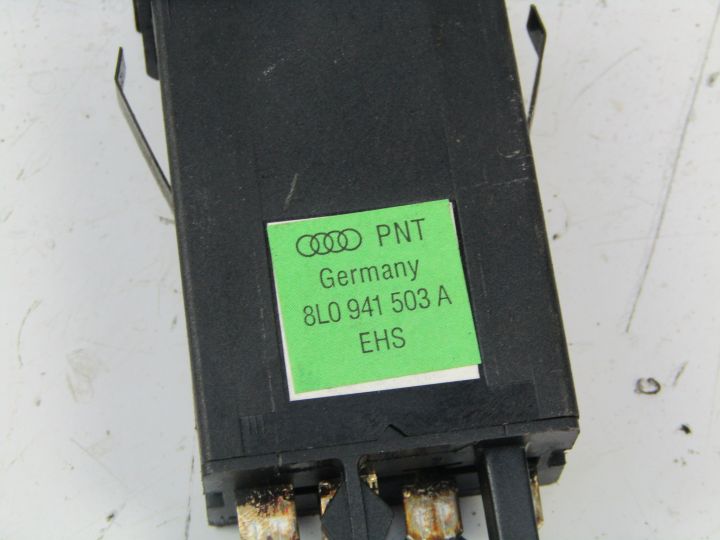 PNT
Germany
8L0 941 503 A
EHS